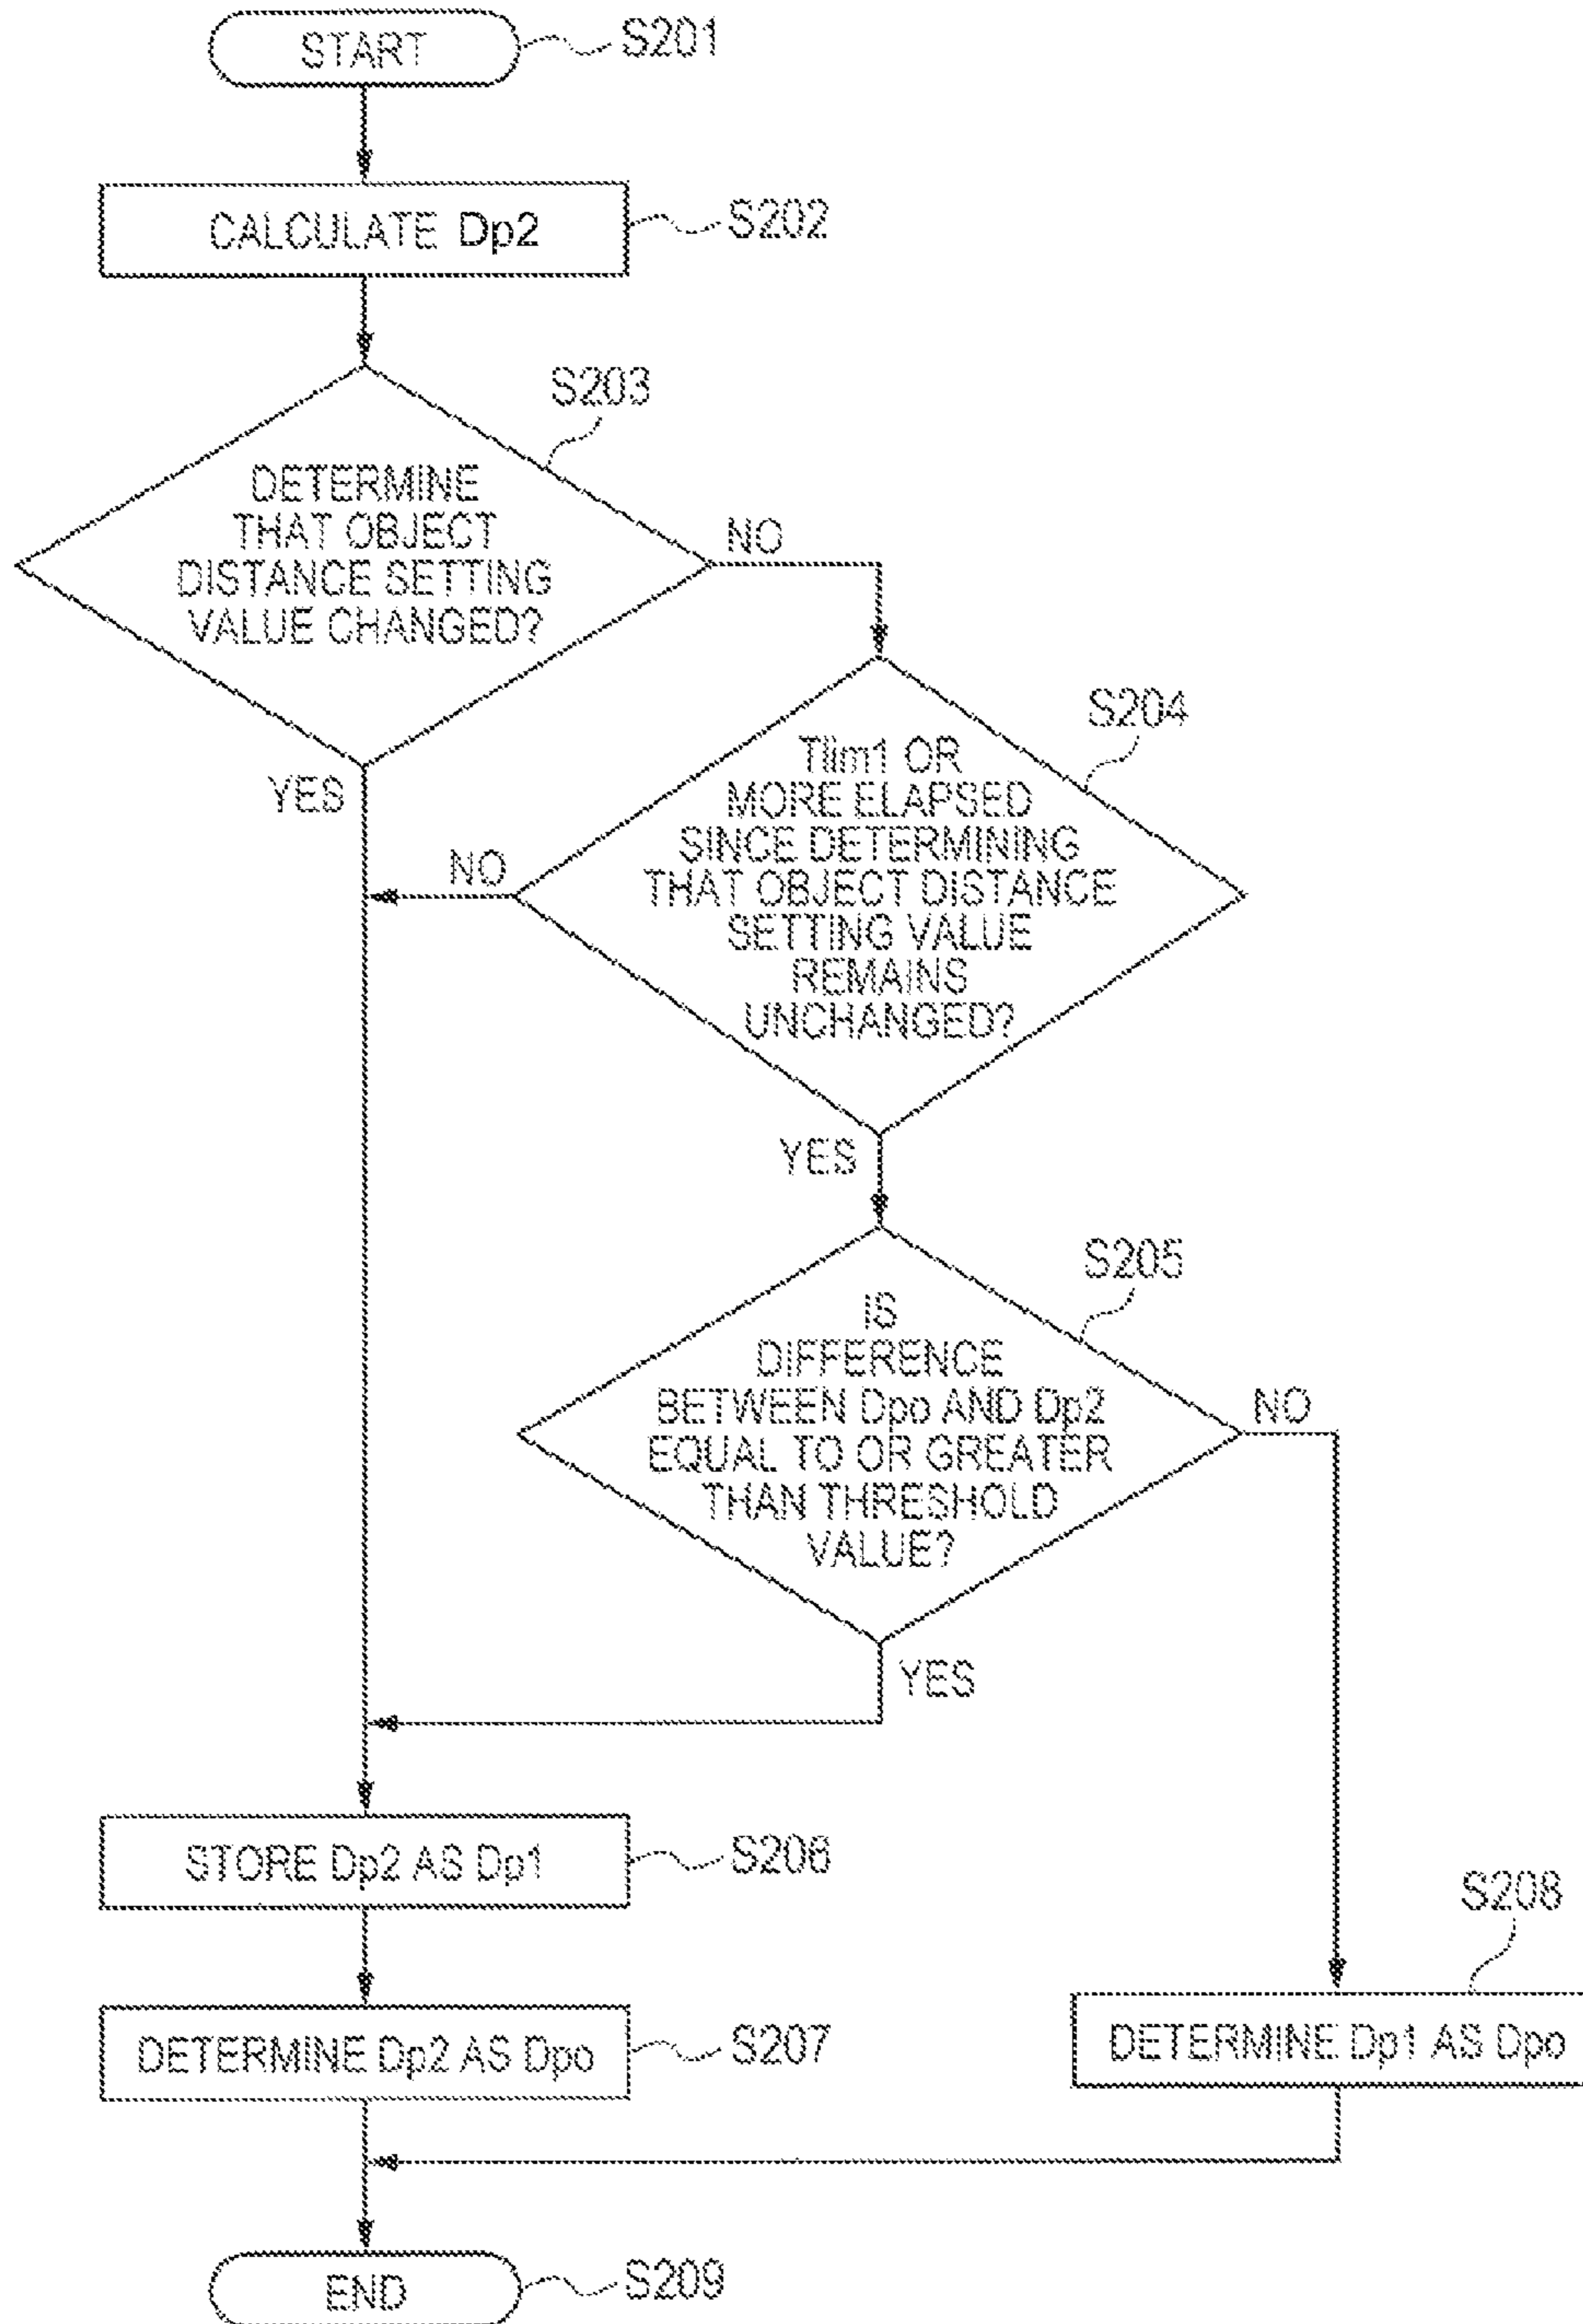 START
S201
CALCULATE Dp2
S202
S203
DETERMINE
THAT OBJECT
DISTANCE SETTING
VALUE CHANGED?
NO
YES
S204
Tlim1 OR
MORE ELAPSED
SINCE DETERMINING
THAT OBJECT DISTANCE
SETTING VALUE
REMAINS
UNCHANGED?
NO
YES
S205
IS
DIFFERENCE
BETWEEN Dpo AND Dp2
EQUAL TO OR GREATER
THAN THRESHOLD
VALUE?
NO
YES
STORE Dp2 AS Dp1
S206
DETERMINE Dp2 AS Dpo
S207
S208
DETERMINE Dp1 AS Dpo
END
S209